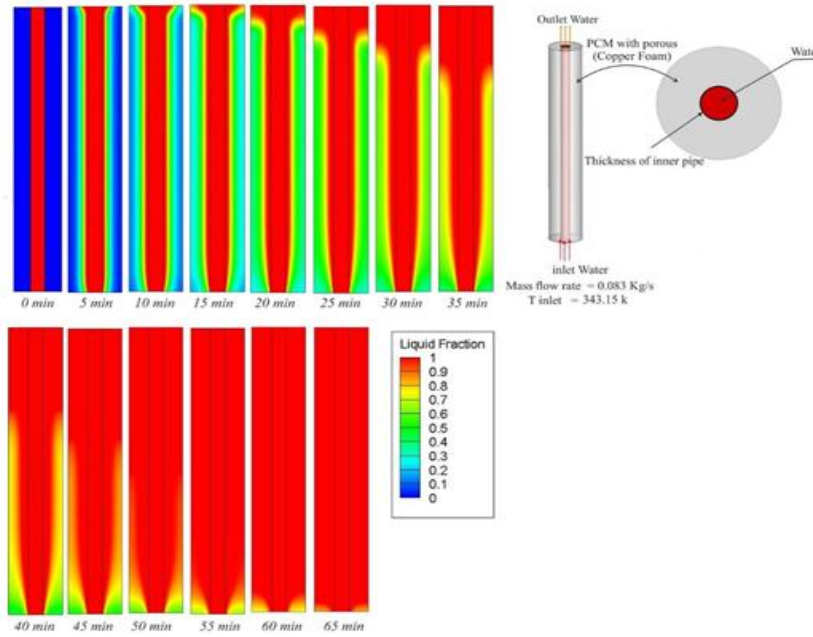 0 min
5 min
10 min
15 min
20 min
25 min
30 min
35 min
Outlet Water
PCM with porous
(Copper Foam)
Wate
Thickness of inner pipe
inlet Water
Mass flow rate = 0.083 Kg/s
T inlet = 343.15 k
40 min
45 min
50 min
55 min
60 min
65 min
Liquid Fraction
1
0.9
0.8
0.7
0.6
0.5
0.4
0.3
0.2
0.1
0